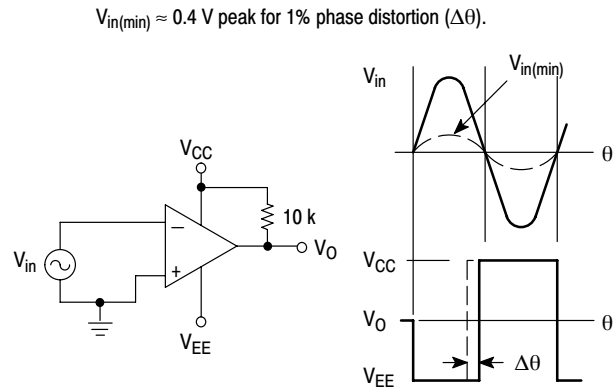 V_in(min) ≈ 0.4 V peak for 1% phase distortion (Δθ).
V_in
V_in(min)
θ
V_CC
10 k
V_in
−
+
V_O
V_EE
V_CC
V_O
θ
V_EE
Δθ